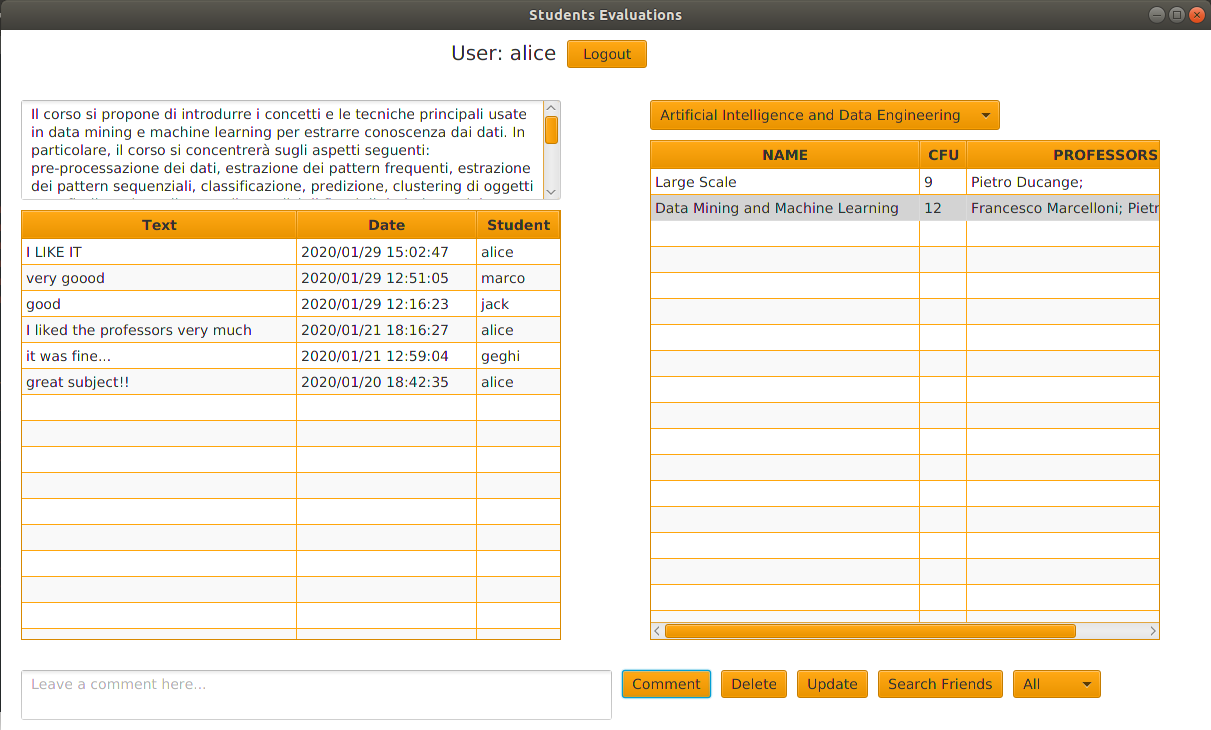 Students Evaluations
User: alice
Logout
Il corso si propone di introdurre i concetti e le tecniche principali usate
in data mining e machine learning per estrarre conoscenza dai dati. In
particolare, il corso si concentrerà sugli aspetti seguenti:
pre-processazione dei dati, estrazione dei pattern frequenti, estrazione
dei pattern sequenziali, classificazione, predizione, clustering di oggetti
Text Date Student
I LIKE IT 2020/01/29 15:02:47 alice
very goood 2020/01/29 12:51:05 marco
good 2020/01/29 12:16:23 jack
I liked the professors very much 2020/01/21 18:16:27 alice
it was fine... 2020/01/21 12:59:04 geghi
great subject!! 2020/01/20 18:42:35 alice
Artificial Intelligence and Data Engineering
NAME CFU PROFESSORS
Large Scale 9 Pietro Ducange;
Data Mining and Machine Learning 12 Francesco Marcelloni; Pietr
Leave a comment here...
Comment
Delete
Update
Search Friends
All